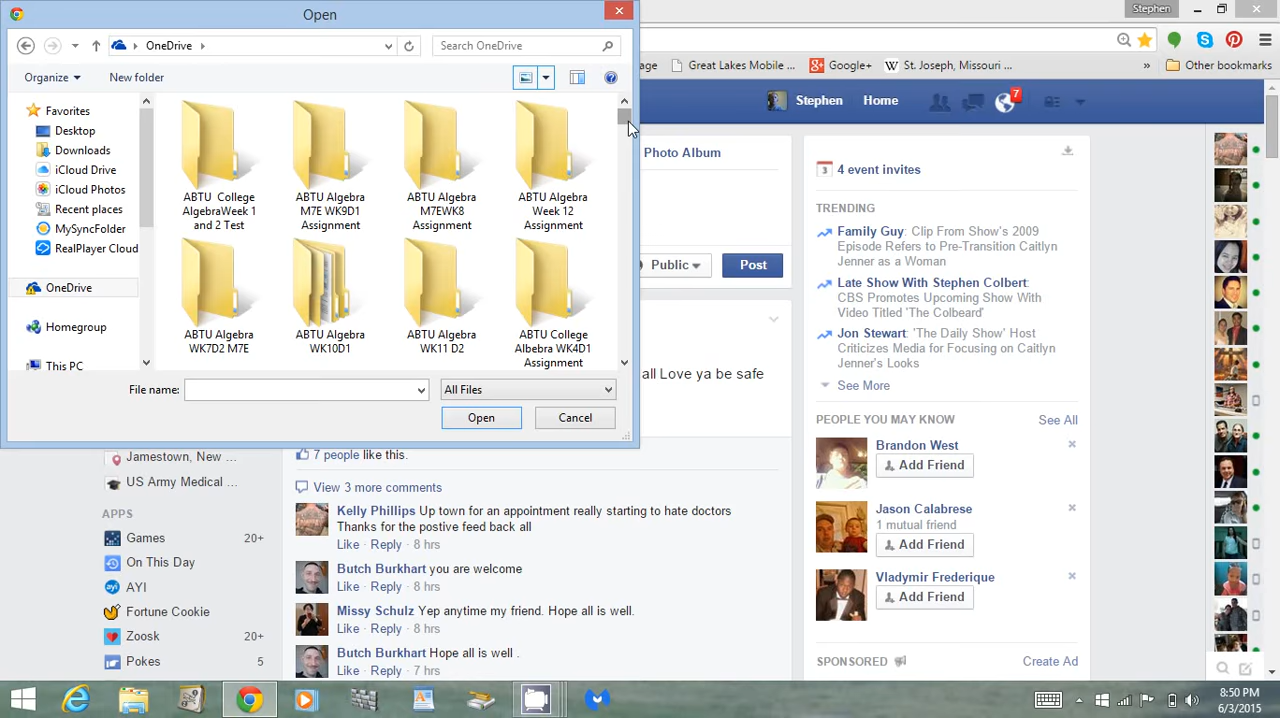 Open
Stephen
OneDrive
Search OneDrive
Organize
New folder
Favorites
Desktop
Downloads
iCloud Drive
iCloud Photos
Recent places
MySyncFolder
RealPlayer Cloud
OneDrive
Homegroup
This PC
ABTU College
AlgebraWeek 1
and 2 Test
ABTU Algebra
M7E WK9D1
Assignment
ABTU Algebra
M7EWK8
Assignment
ABTU Algebra
Week 12
Assignment
ABTU Algebra
WK7D2 M7E
ABTU Algebra
WK10D1
ABTU Algebra
WK11 D2
ABTU College
Albebra WK4D1
Assignment
File name:
All Files
Open
Cancel
age
Great Lakes Mobile ...
Google+
St. Joseph, Missouri ...
»
Other bookmarks
Stephen
Home
7
Photo Album
Public
Post
all Love ya be safe
Jamestown, New ...
US Army Medical ...
APPS
Games 20+
On This Day
AYI
Fortune Cookie
Zoosk 20+
Pokes 5
7 people like this.
View 3 more comments
Kelly Phillips Up town for an appointment really starting to hate doctors
Thanks for the postive feed back all
Like · Reply · 8 hrs
Butch Burkhart you are welcome
Like · Reply · 8 hrs
Missy Schulz Yep anytime my friend. Hope all is well.
Like · Reply · 8 hrs
Butch Burkhart Hope all is well .
Like · Reply · 7 hrs
3
4 event invites
TRENDING
Family Guy: Clip From Show's 2009
Episode Refers to Pre-Transition Caitlyn
Jenner as a Woman
Late Show With Stephen Colbert:
CBS Promotes Upcoming Show With
Video Titled 'The Colbeard'
Jon Stewart: 'The Daily Show' Host
Criticizes Media for Focusing on Caitlyn
Jenner's Looks
See More
PEOPLE YOU MAY KNOW
See All
Brandon West
Add Friend
Jason Calabrese
1 mutual friend
Add Friend
Vladymir Frederique
Add Friend
SPONSORED
Create Ad
8:50 PM
6/3/2015